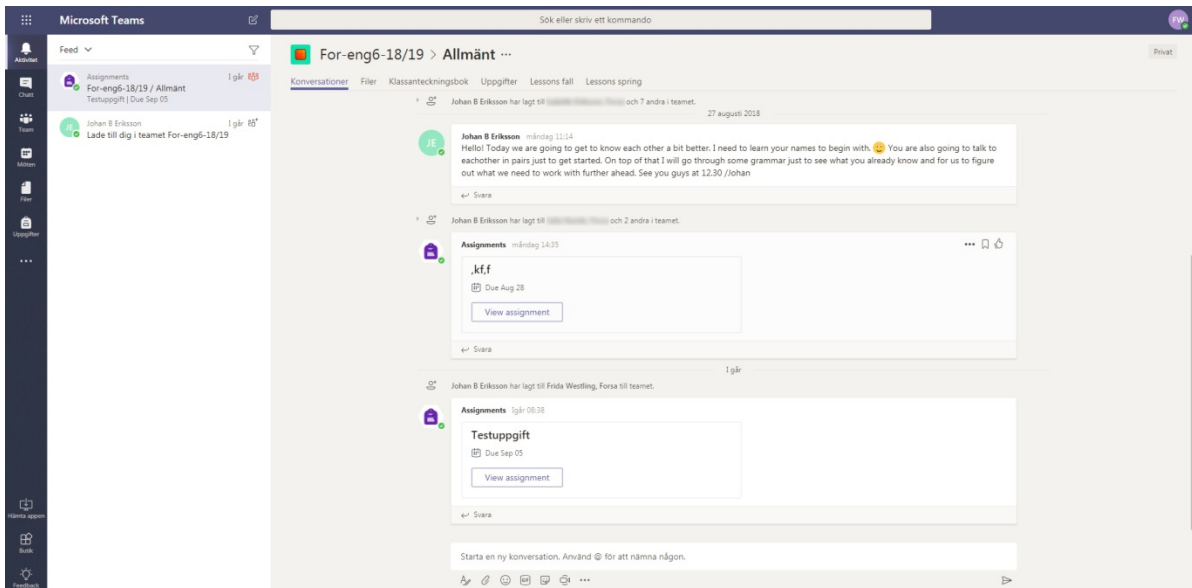 Microsoft Teams
Sök eller skriv ett kommando
FW
Aktivitet
Chatt
Team
Möten
Filer
Uppgifter
Hämta appen
Butik
Feedback
Feed
Assignments I går
For-eng6-18/19 / Allmänt
Testuppgift | Due Sep 05
JE
Johan B Eriksson I går
Lade till dig i teamet For-eng6-18/19
For-eng6-18/19 > Allmänt ...
Privat
Konversationer Filer Klassanteckningsbok Uppgifter Lessons fall Lessons spring
Johan B Eriksson har lagt till och 7 andra i teamet.
27 augusti 2018
JE
Johan B Eriksson måndag 11:14
Hello! Today we are going to get to know each other a bit better. I need to learn your names to begin with. 🙂 You are also going to talk to
eachother in pairs just to get started. On top of that I will go through some grammar just to see what you already know and for us to figure
out what we need to work with further ahead. See you guys at 12.30 /Johan
Svara
Johan B Eriksson har lagt till och 2 andra i teamet.
Assignments måndag 14:35
,kf,f
Due Aug 28
View assignment
Svara
I går
Johan B Eriksson har lagt till Frida Westling, Forsa till teamet.
Assignments Igår 08:38
Testuppgift
Due Sep 05
View assignment
Svara
Starta en ny konversation. Använd @ för att nämna någon.
GIF